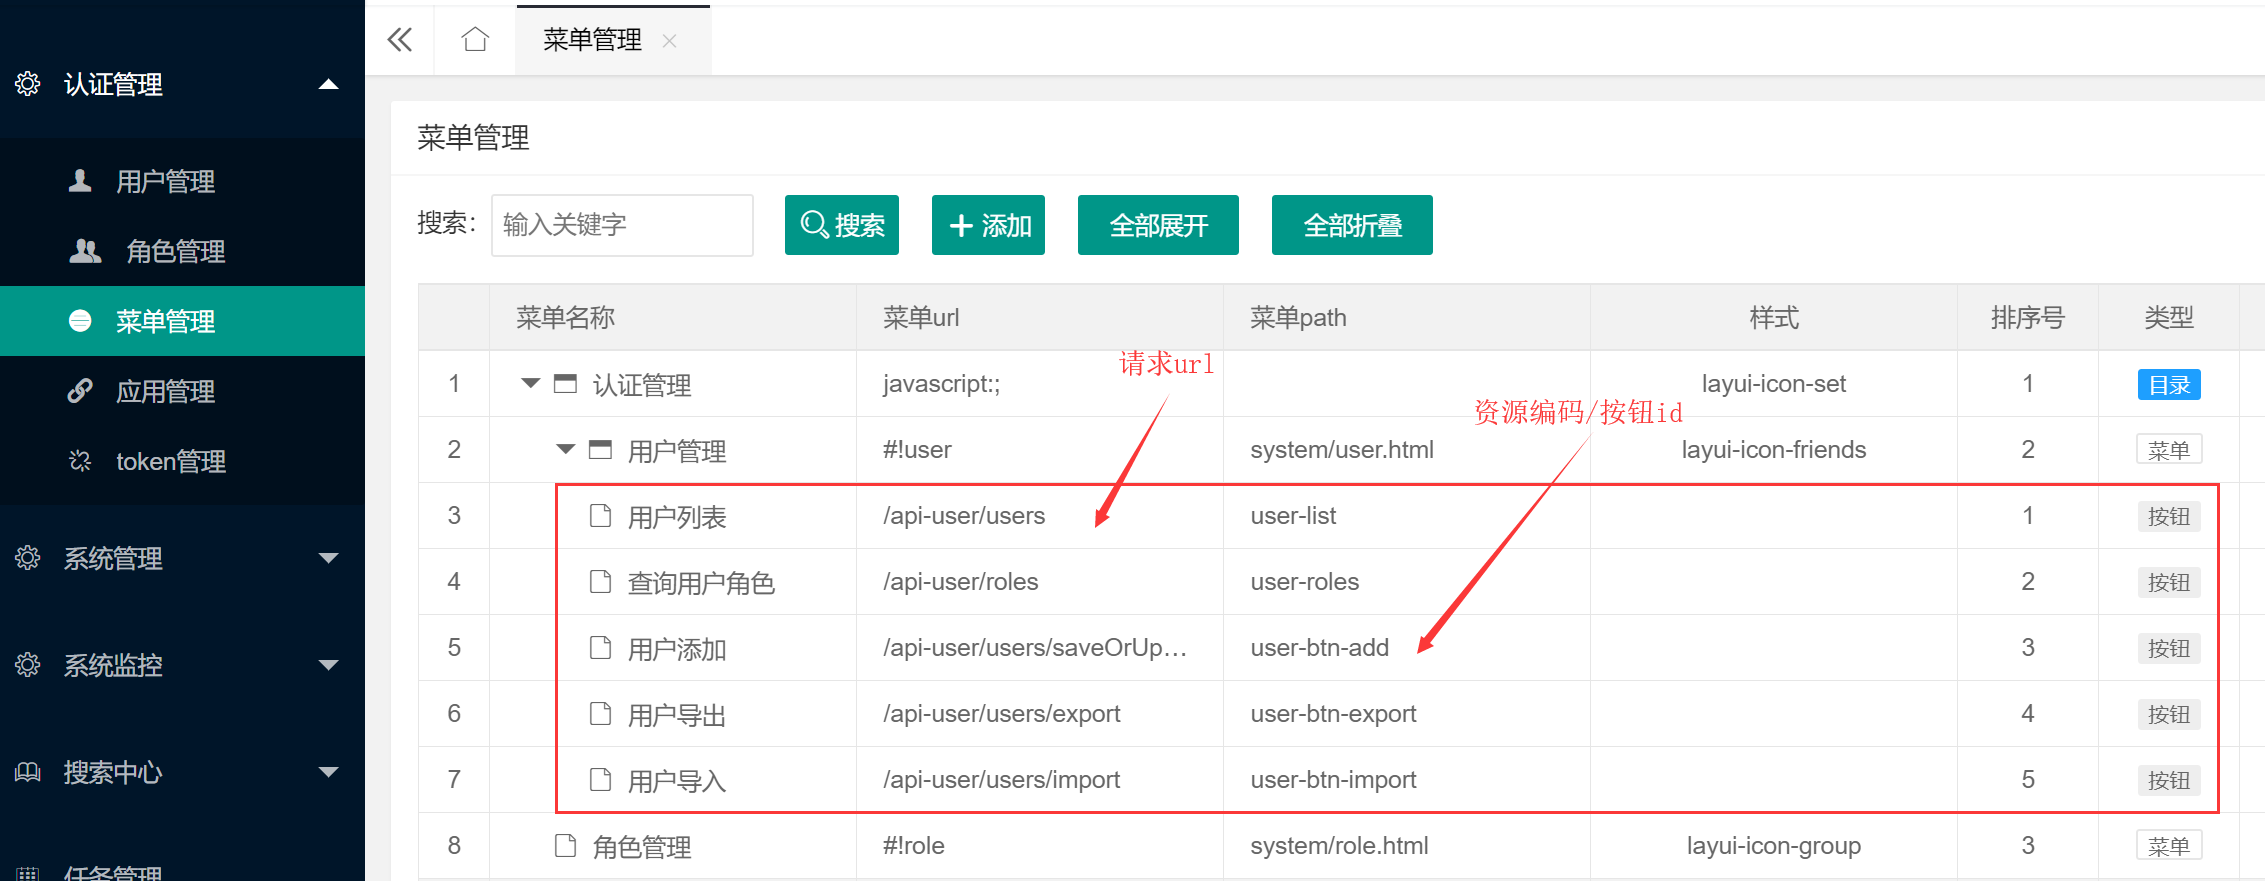 菜单管理
认证管理
用户管理
角色管理
菜单管理
应用管理
token管理
系统管理
系统监控
搜索中心
任务管理
菜单管理
搜索: 输入关键字 搜索 添加 全部展开 全部折叠
菜单名称 菜单url 菜单path 样式 排序号 类型
请求url
1 认证管理 javascript:; layui-icon-set 1 目录
资源编码/按钮id
2 用户管理 #!user system/user.html layui-icon-friends 2 菜单
3 用户列表 /api-user/users user-list 1 按钮
4 查询用户角色 /api-user/roles user-roles 2 按钮
5 用户添加 /api-user/users/saveOrUp… user-btn-add 3 按钮
6 用户导出 /api-user/users/export user-btn-export 4 按钮
7 用户导入 /api-user/users/import user-btn-import 5 按钮
8 角色管理 #!role system/role.html layui-icon-group 3 菜单